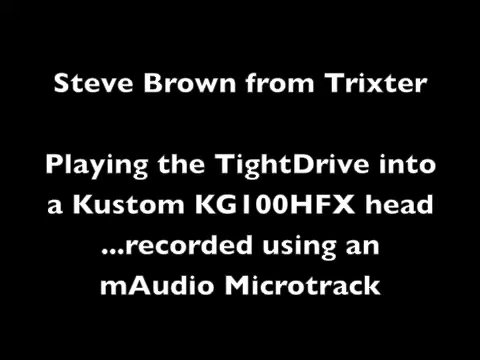 Steve Brown from Trixter
Playing the TightDrive into
a Kustom KG100HFX head
...recorded using an
mAudio Microtrack